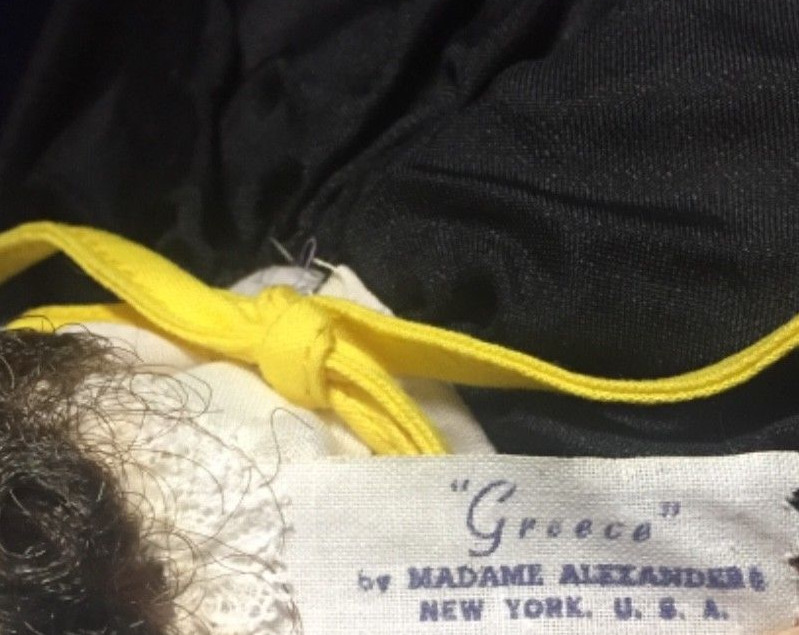 "Greece"
by MADAME ALEXANDER®
NEW YORK. U. S. A.